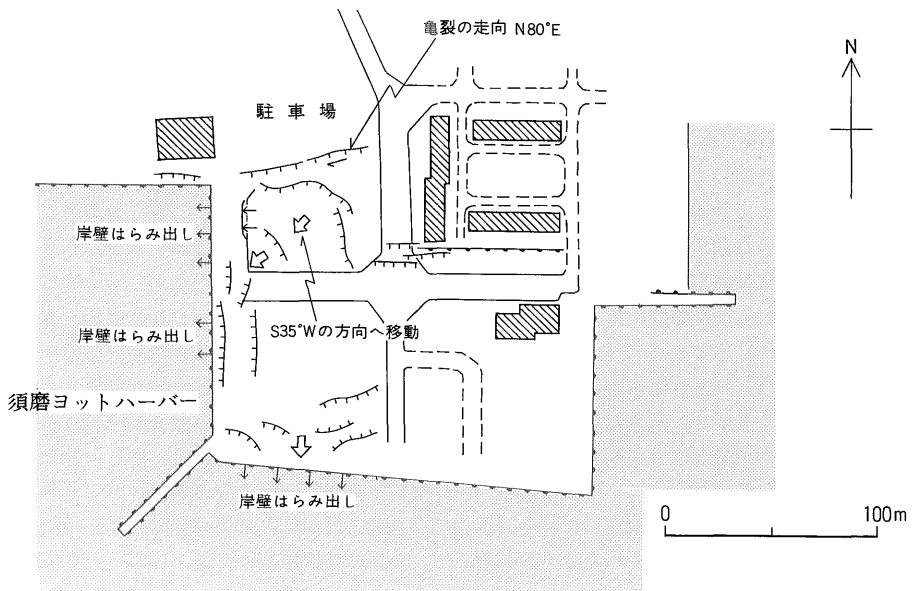 亀裂の走向 N80°E
N
駐車場
岸壁はらみ出し
岸壁はらみ出し
S35°Wの方向へ移動
須磨ヨットハーバー
岸壁はらみ出し
0 100m